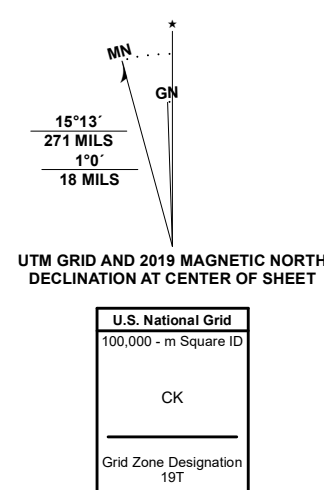 ★
MN
GN
15°13´
271 MILS
1°0´
18 MILS
UTM GRID AND 2019 MAGNETIC NORTH
DECLINATION AT CENTER OF SHEET
U.S. National Grid
100,000 - m Square ID
CK
Grid Zone Designation
19T